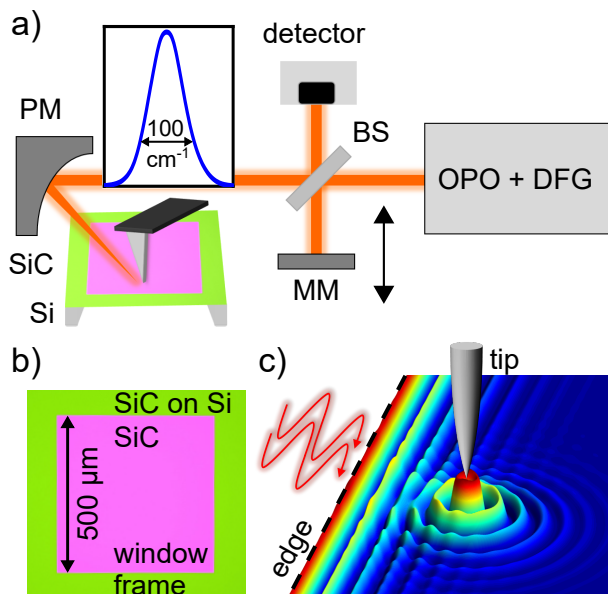 a)
detector
PM
BS
100
cm⁻¹
OPO + DFG
SiC
MM
Si
b)
SiC on Si
SiC
500 µm
window
frame
c)
tip
edge